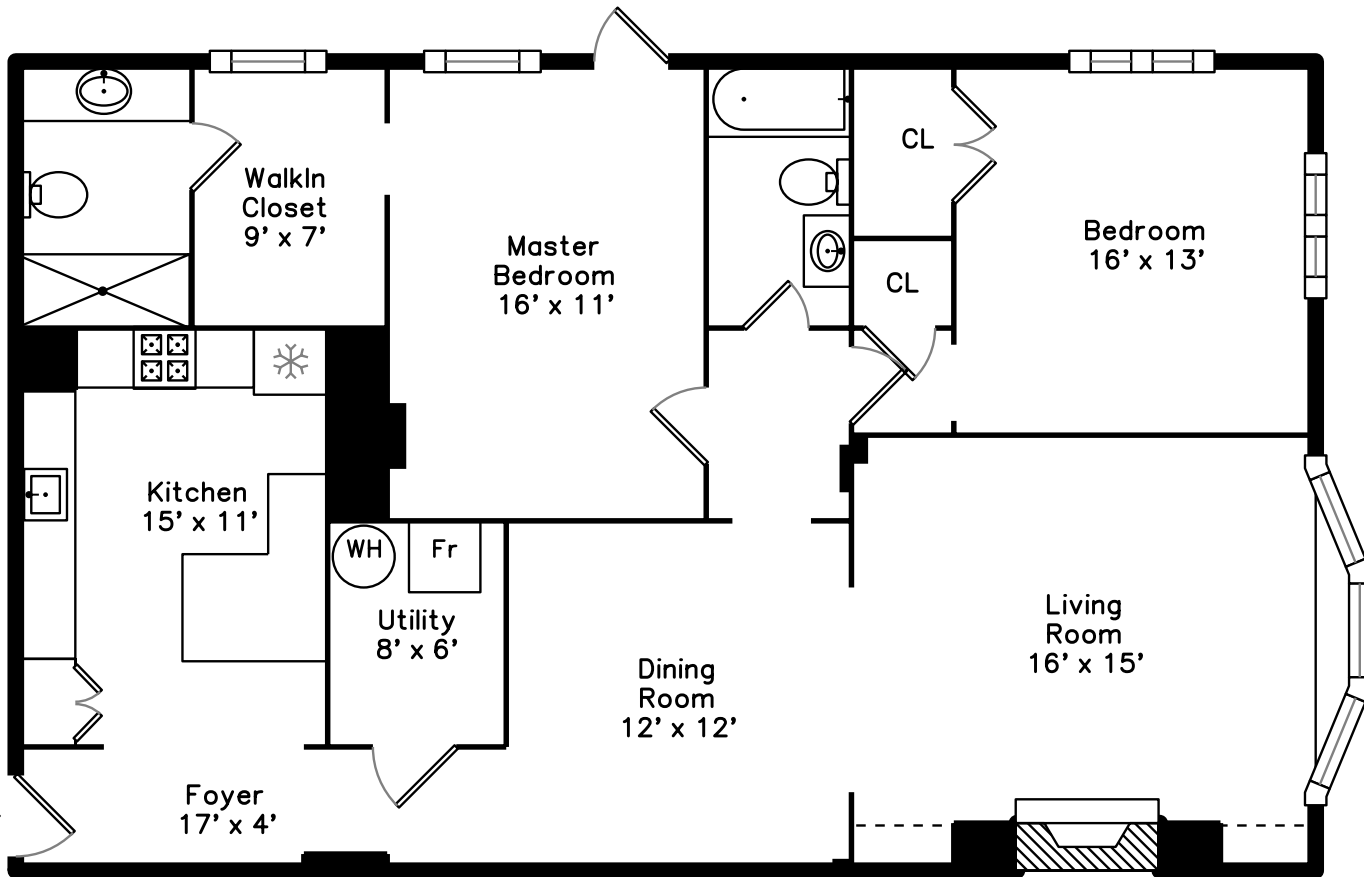 WalkIn
Closet
9' x 7'
Master
Bedroom
16' x 11'
CL
CL
Bedroom
16' x 13'
Kitchen
15' x 11'
WH
Fr
Utility
8' x 6'
Dining
Room
12' x 12'
Living
Room
16' x 15'
Foyer
17' x 4'